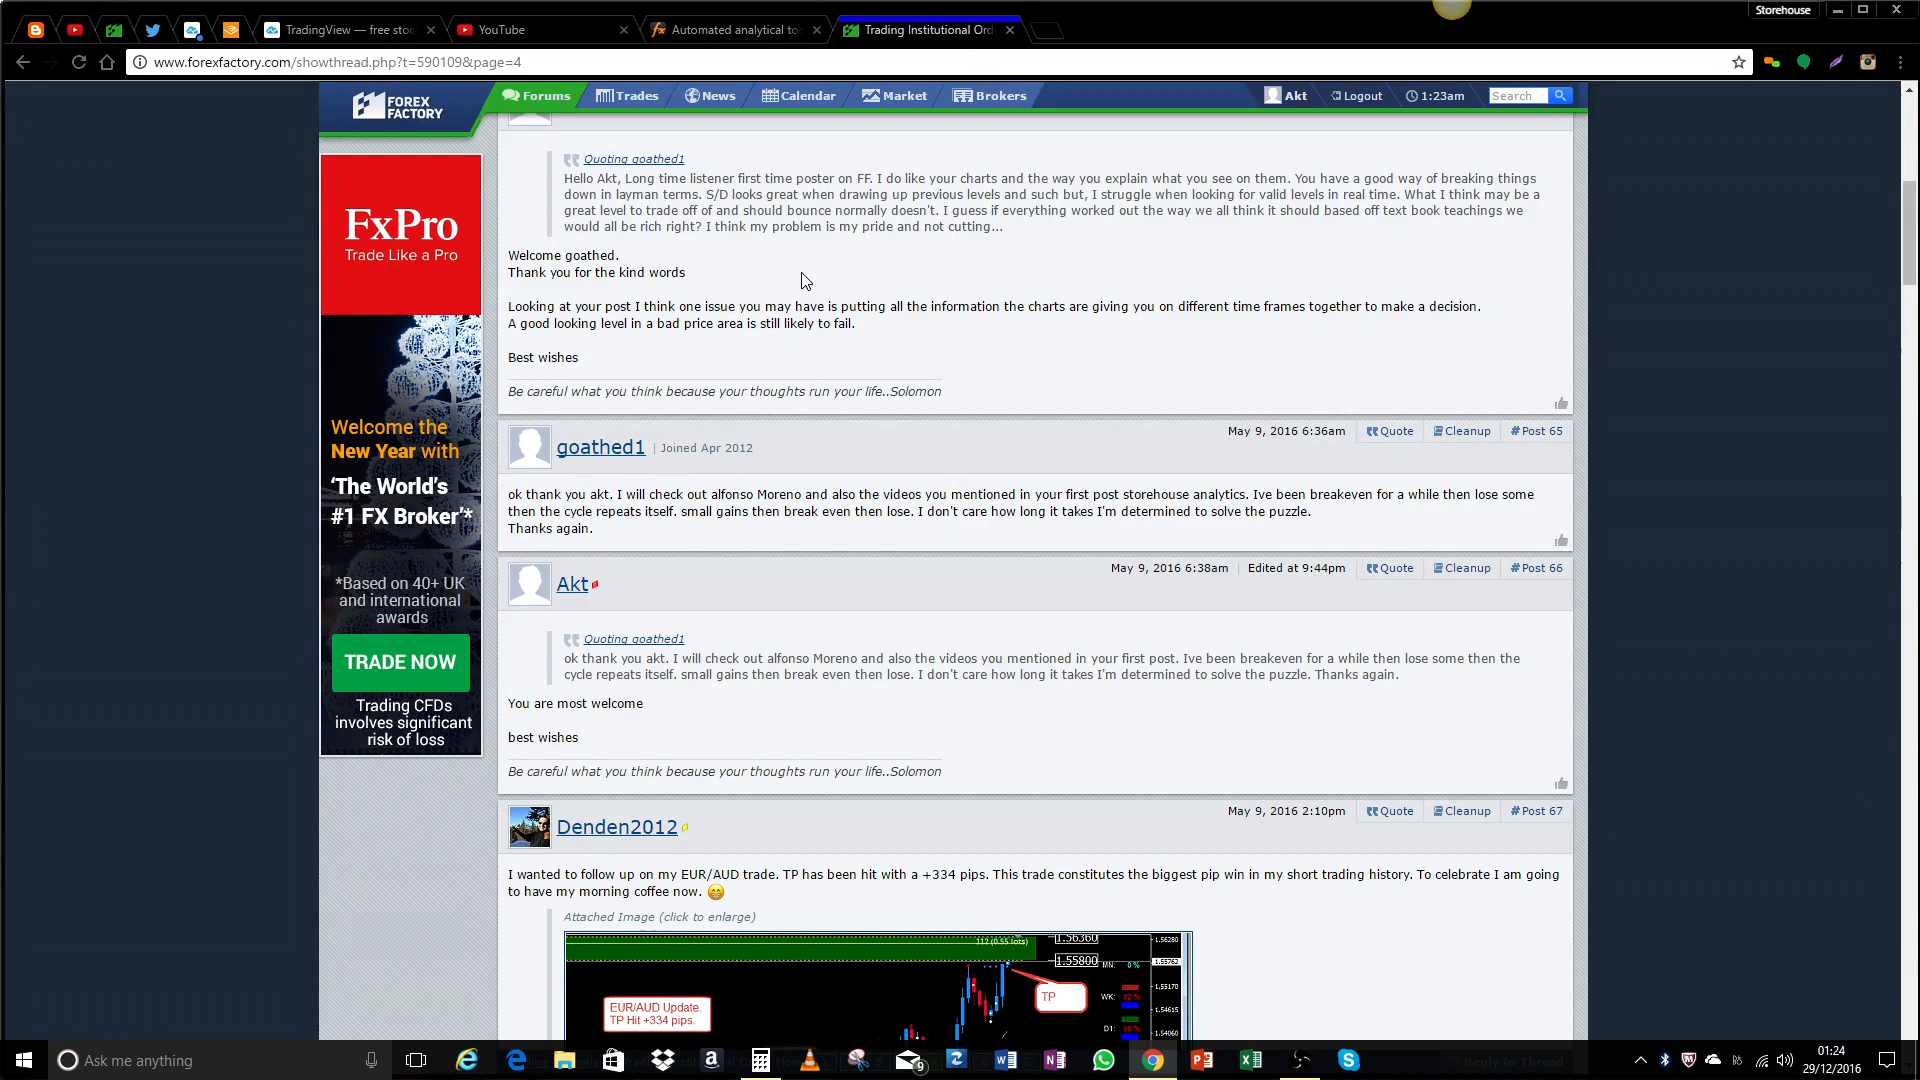 Storehouse
TradingView — free stoc
YouTube
Automated analytical to
Trading Institutional Ord
www.forexfactory.com/showthread.php?t=590109&page=4
FOREX
FACTORY
Forums
Trades
News
Calendar
Market
Brokers
Akt
Logout
1:23am
Search
FxPro
Trade Like a Pro
Welcome the
New Year with
'The World's
#1 FX Broker'*
*Based on 40+ UK
and international
awards
TRADE NOW
Trading CFDs
involves significant
risk of loss
Quoting goathed1
Hello Akt, Long time listener first time poster on FF. I do like your charts and the way you explain what you see on them. You have a good way of breaking things
down in layman terms. S/D looks great when drawing up previous levels and such but, I struggle when looking for valid levels in real time. What I think may be a
great level to trade off of and should bounce normally doesn't. I guess if everything worked out the way we all think it should based off text book teachings we
would all be rich right? I think my problem is my pride and not cutting...
Welcome goathed.
Thank you for the kind words
Looking at your post I think one issue you may have is putting all the information the charts are giving you on different time frames together to make a decision.
A good looking level in a bad price area is still likely to fail.
Best wishes
Be careful what you think because your thoughts run your life..Solomon
goathed1 | Joined Apr 2012
May 9, 2016 6:36am
Quote
Cleanup
#Post 65
ok thank you akt. I will check out alfonso Moreno and also the videos you mentioned in your first post storehouse analytics. Ive been breakeven for a while then lose some
then the cycle repeats itself. small gains then break even then lose. I don't care how long it takes I'm determined to solve the puzzle.
Thanks again.
Akt
May 9, 2016 6:38am | Edited at 9:44pm
Quote
Cleanup
#Post 66
Quoting goathed1
ok thank you akt. I will check out alfonso Moreno and also the videos you mentioned in your first post. Ive been breakeven for a while then lose some then the
cycle repeats itself. small gains then break even then lose. I don't care how long it takes I'm determined to solve the puzzle. Thanks again.
You are most welcome
best wishes
Be careful what you think because your thoughts run your life..Solomon
Denden2012
May 9, 2016 2:10pm
Quote
Cleanup
#Post 67
I wanted to follow up on my EUR/AUD trade. TP has been hit with a +334 pips. This trade constitutes the biggest pip win in my short trading history. To celebrate I am going
to have my morning coffee now.
Attached Image (click to enlarge)
112 (0.55 lots)
1.56360
1.55800
1.56280
1.55762
1.55170
1.54615
1.54060
MN: 0 %
WK:
D1:
TP
EUR/AUD Update.
TP Hit +334 pips.
Reply to Thread
Ask me anything
9
01:24
29/12/2016